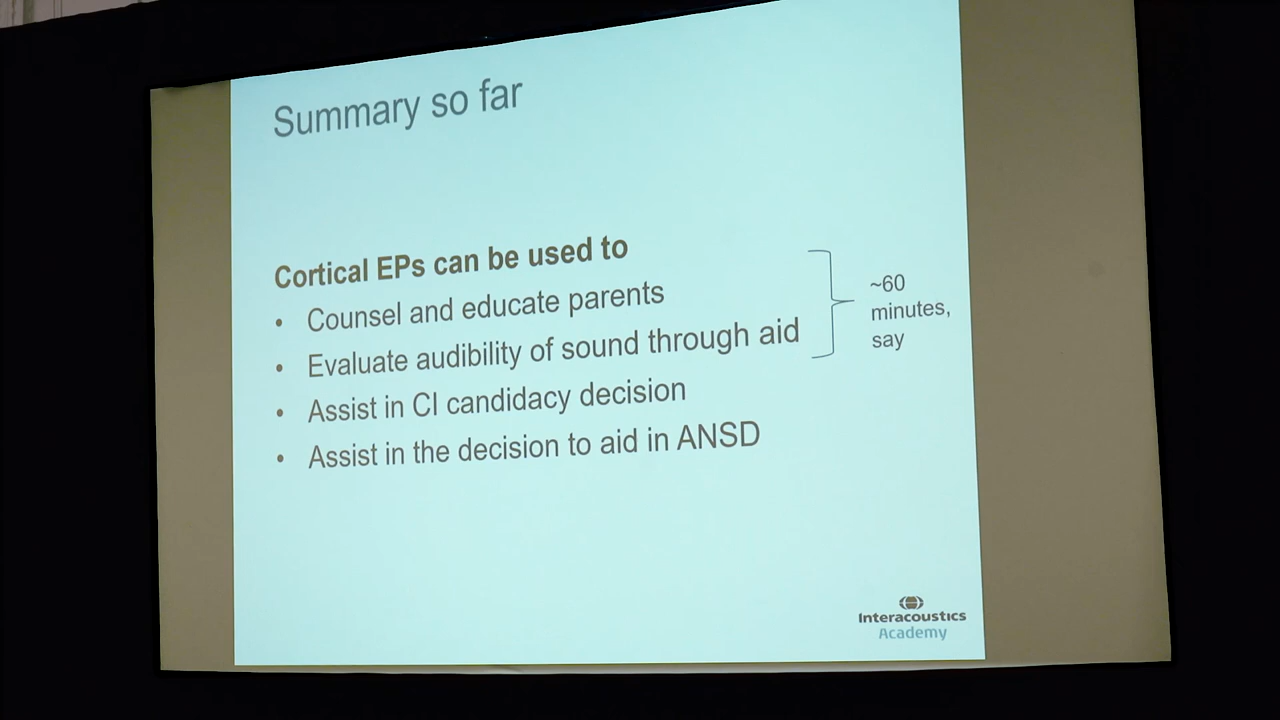 Summary so far
Cortical EPs can be used to
• Counsel and educate parents
• Evaluate audibility of sound through aid
• Assist in CI candidacy decision
• Assist in the decision to aid in ANSD
~60
minutes,
say
Interacoustics
Academy